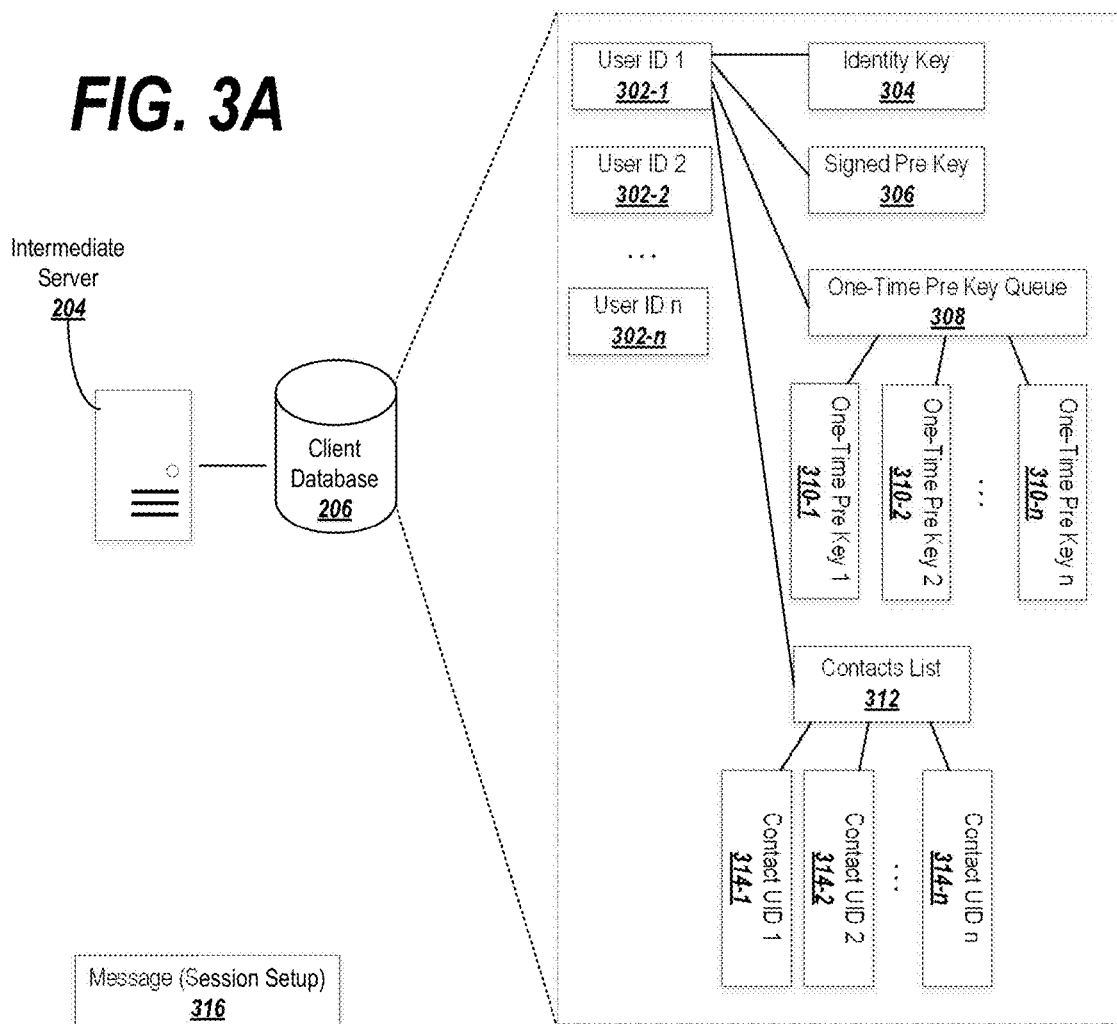 FIG. 3A
Intermediate
Server
204
Client
Database
206
User ID 1
302-1
User ID 2
302-2
...
User ID n
302-n
Identity Key
304
Signed Pre Key
306
One-Time Pre Key Queue
308
One-Time Pre Key 1
310-1
One-Time Pre Key 2
310-2
...
One-Time Pre Key n
310-n
Contacts List
312
Contact UID 1
314-1
Contact UID 2
314-2
...
Contact UID n
314-n
Message (Session Setup)
316